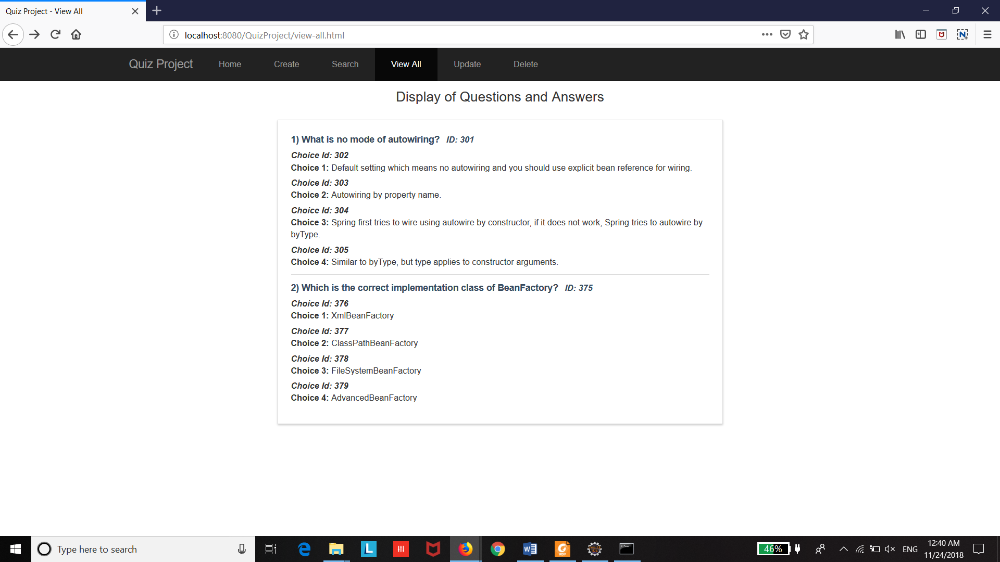 Quiz Project - View All
localhost:8080/QuizProject/view-all.html
Quiz Project Home Create Search View All Update Delete
Display of Questions and Answers
1) What is no mode of autowiring? ID: 301
Choice Id: 302
Choice 1: Default setting which means no autowiring and you should use explicit bean reference for wiring.
Choice Id: 303
Choice 2: Autowiring by property name.
Choice Id: 304
Choice 3: Spring first tries to wire using autowire by constructor, if it does not work, Spring tries to autowire by
byType.
Choice Id: 305
Choice 4: Similar to byType, but type applies to constructor arguments.
2) Which is the correct implementation class of BeanFactory? ID: 375
Choice Id: 376
Choice 1: XmlBeanFactory
Choice Id: 377
Choice 2: ClassPathBeanFactory
Choice Id: 378
Choice 3: FileSystemBeanFactory
Choice Id: 379
Choice 4: AdvancedBeanFactory
Type here to search
46%
ENG
12:40 AM
11/24/2018